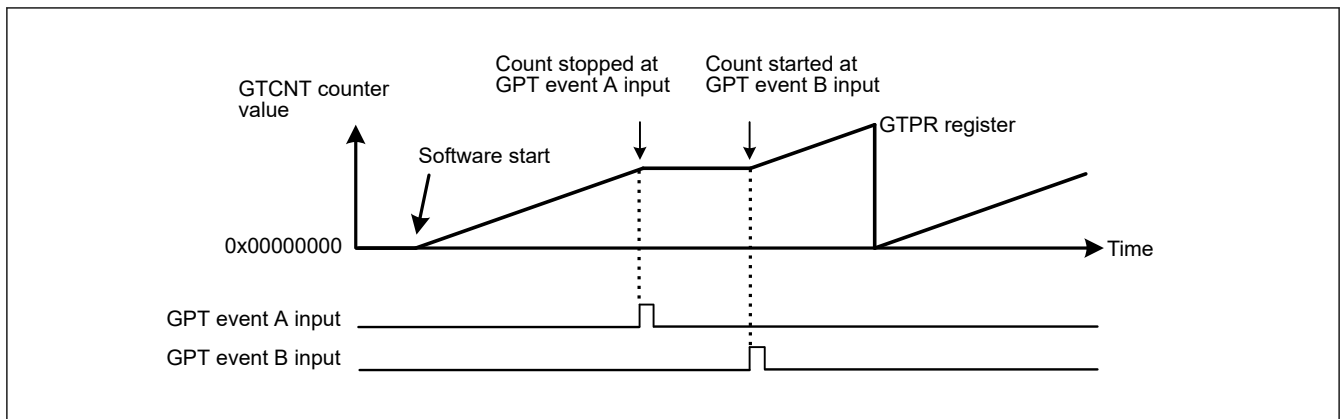 Count stopped at
GPT event A input
Count started at
GPT event B input
GTCNT counter
value
GTPR register
Software start
0x00000000
Time
GPT event A input
GPT event B input